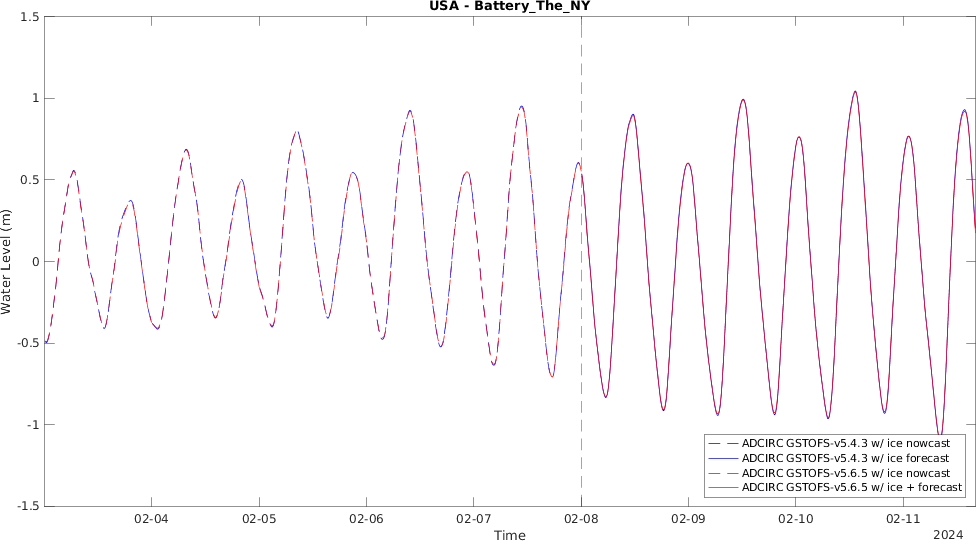 USA - Battery_The_NY
1.5
1
0.5
0
-0.5
-1
-1.5
Water Level (m)
ADCIRC GSTOFS-v5.4.3 w/ ice nowcast
ADCIRC GSTOFS-v5.4.3 w/ ice forecast
ADCIRC GSTOFS-v5.6.5 w/ ice nowcast
ADCIRC GSTOFS-v5.6.5 w/ ice + forecast
02-04 02-05 02-06 02-07 02-08 02-09 02-10 02-11
Time
2024